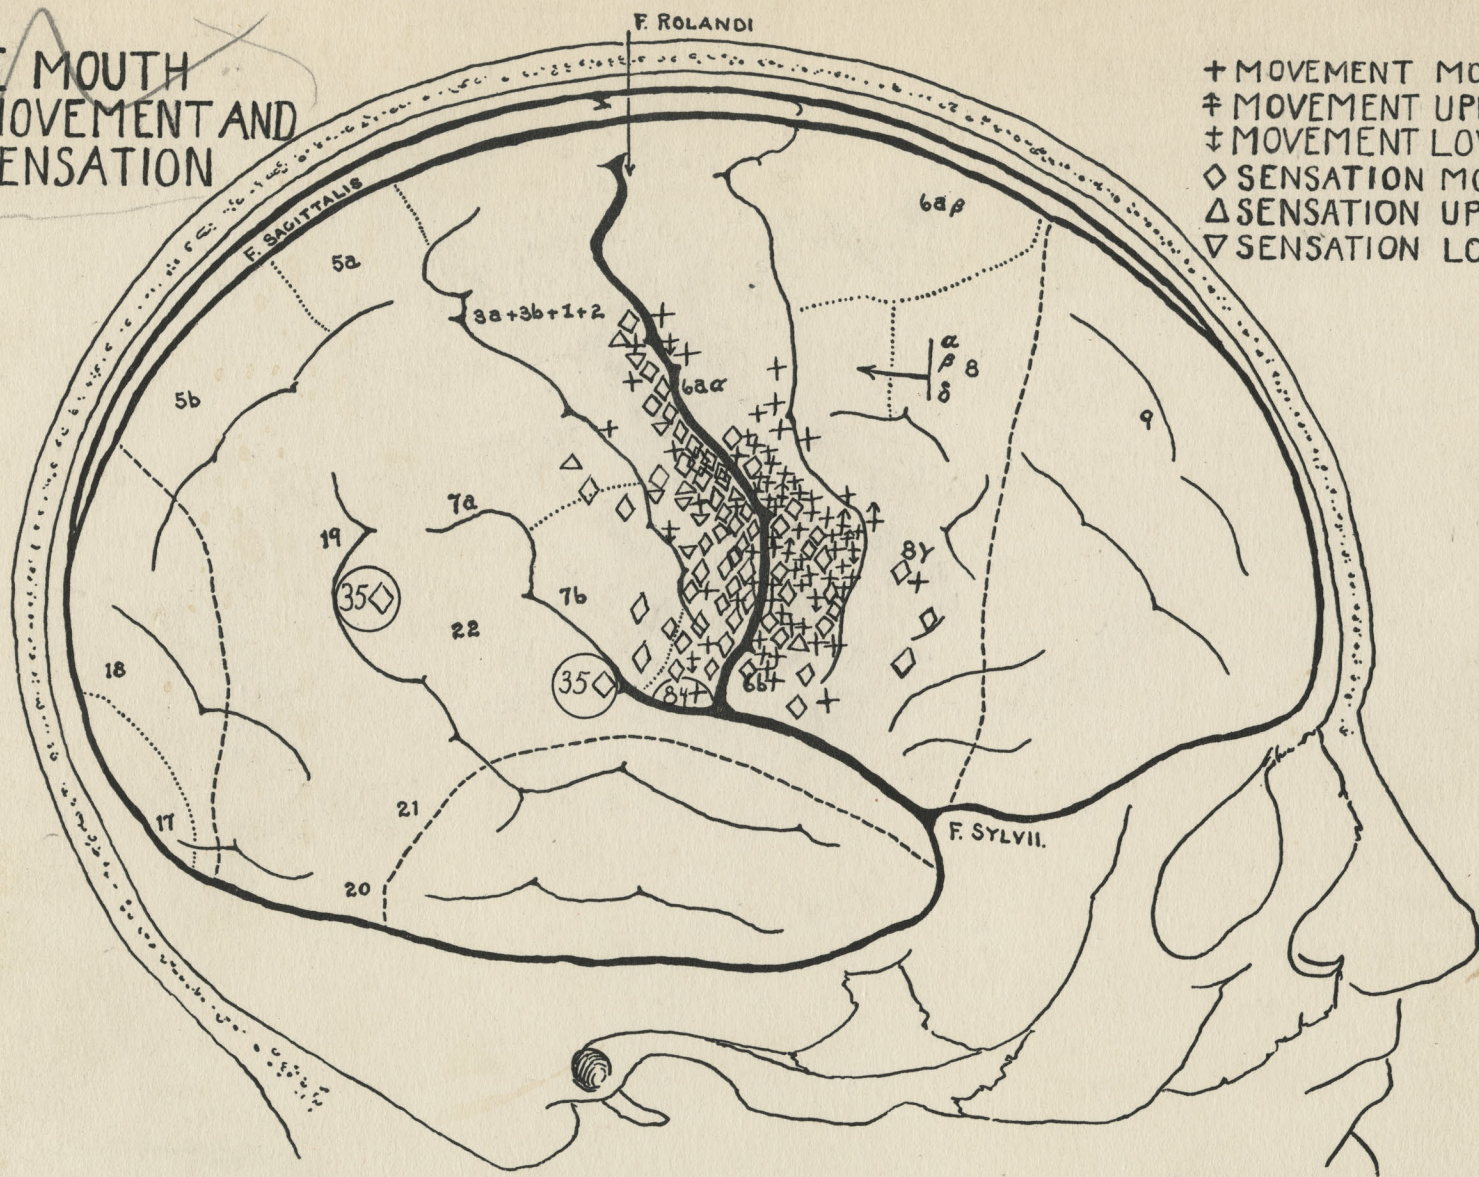 MOUTH
MOVEMENT AND
SENSATION
F. ROLANDI
+ MOVEMENT MO
⤉ MOVEMENT UP
‡ MOVEMENT LO
◇ SENSATION MO
△ SENSATION UP
▽ SENSATION LO
F. SAGITTALIS
6aβ
5a
3a+3b+1+2
α
β 8
δ
6aα
5b
9
7a
19
8γ
35
7b
22
18
35
84
6b
21
17
F. SYLVII.
20